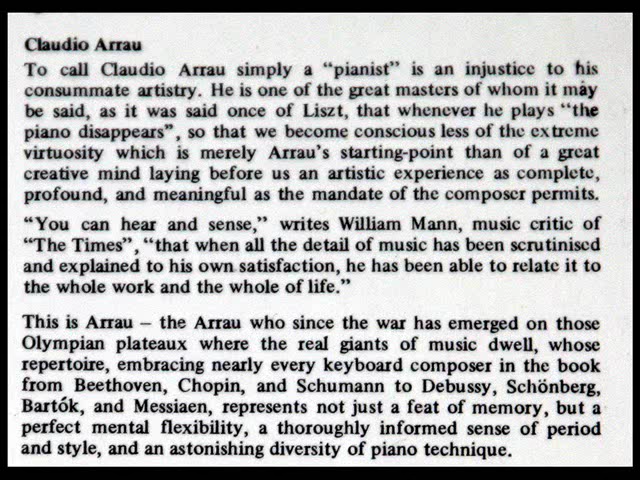 Claudio Arrau
To call Claudio Arrau simply a “pianist” is an injustice to his
consummate artistry. He is one of the great masters of whom it may
be said, as it was said once of Liszt, that whenever he plays “the
piano disappears”, so that we become conscious less of the extreme
virtuosity which is merely Arrau’s starting-point than of a great
creative mind laying before us an artistic experience as complete,
profound, and meaningful as the mandate of the composer permits.
“You can hear and sense,” writes William Mann, music critic of
“The Times”, “that when all the detail of music has been scrutinised
and explained to his own satisfaction, he has been able to relate it to
the whole work and the whole of life.”
This is Arrau – the Arrau who since the war has emerged on those
Olympian plateaux where the real giants of music dwell, whose
repertoire, embracing nearly every keyboard composer in the book
from Beethoven, Chopin, and Schumann to Debussy, Schönberg,
Bartók, and Messiaen, represents not just a feat of memory, but a
perfect mental flexibility, a thoroughly informed sense of period
and style, and an astonishing diversity of piano technique.